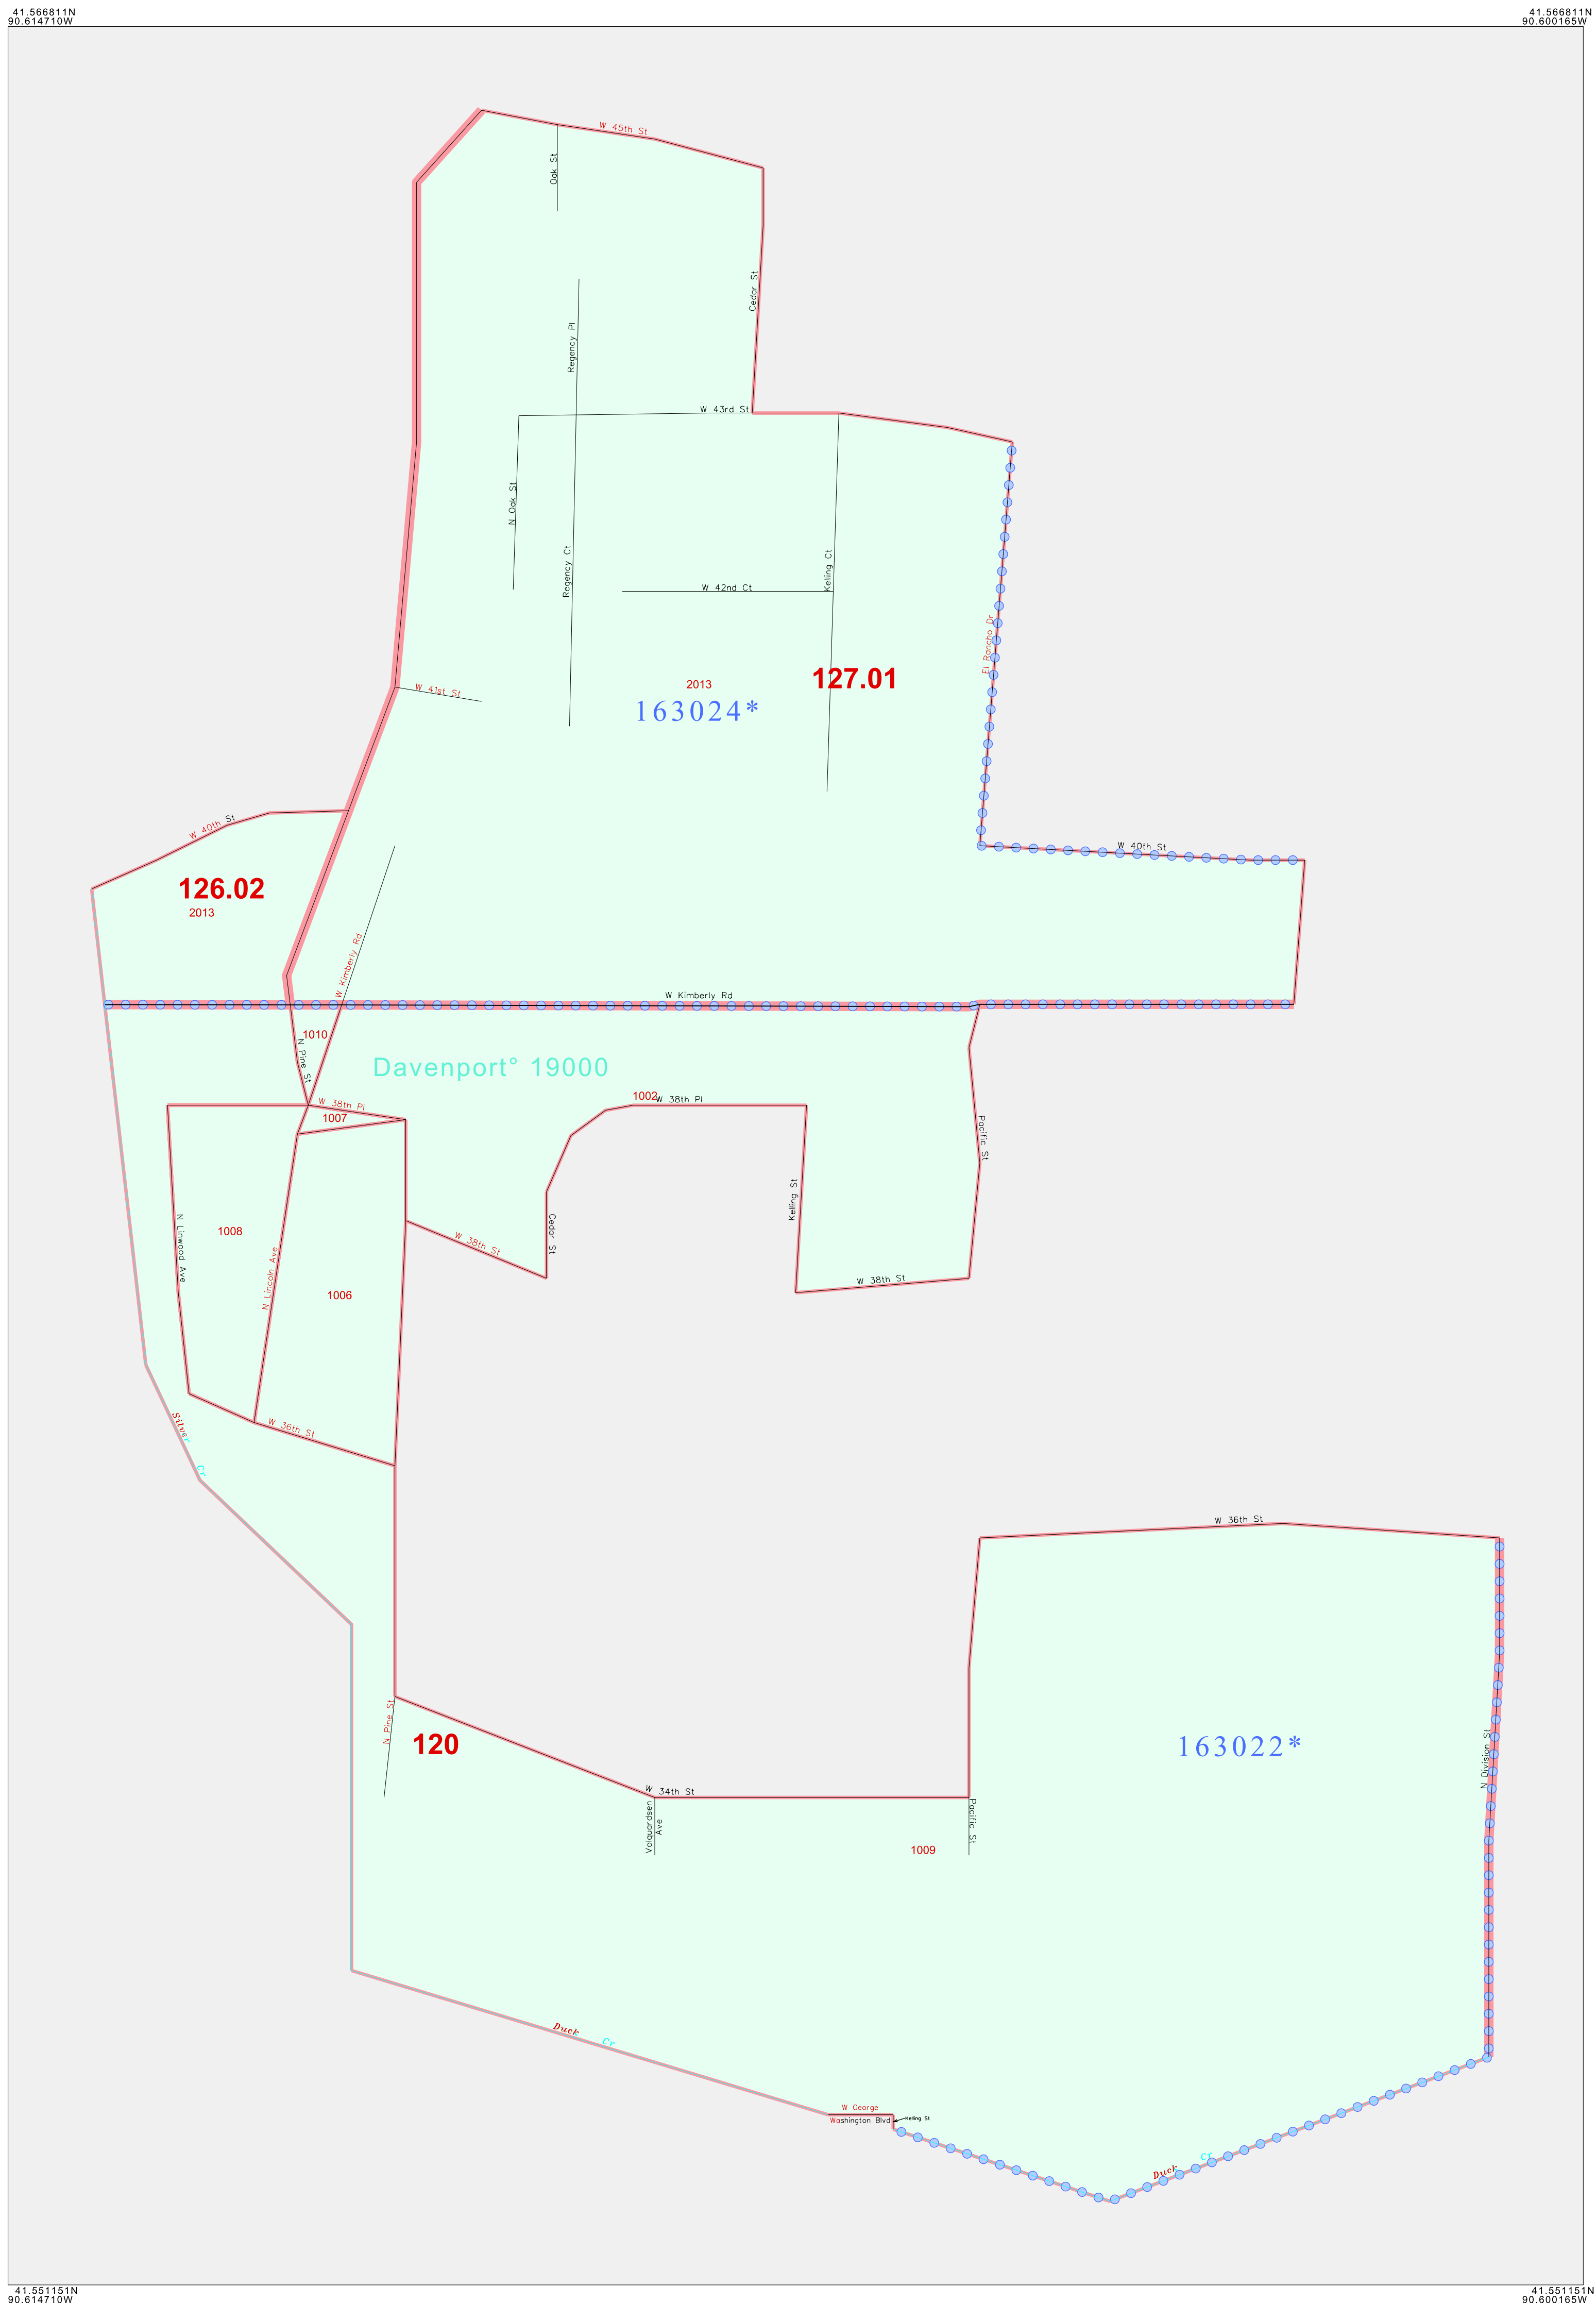 41.566811N
90.614710W
41.566811N
90.600165W
W 45th St
Oak St
Cedar St
Regency Pl
W 43rd St
N Oak St
Regency Ct
Kelling Ct
W 42nd Ct
El Rancho Dr
127.01
2013
163024*
W 41st St
W 40th St
W 40th St
126.02
2013
W Kimberly Rd
W Kimberly Rd
1010
N Pine St
Davenport° 19000
W 38th Pl
1002
W 38th Pl
1007
Pacific St
Kelling St
Cedar St
N Linwood Ave
1008
W 38th St
N Lincoln Ave
W 38th St
1006
Silver Cr
W 36th St
W 36th St
N Pine St
120
163022*
N Division St
W 34th St
Volquardsen
Ave
Pacific St
1009
Duck Cr
W George
Washington Blvd
Kelling St
Duck Cr
41.551151N
90.614710W
41.551151N
90.600165W